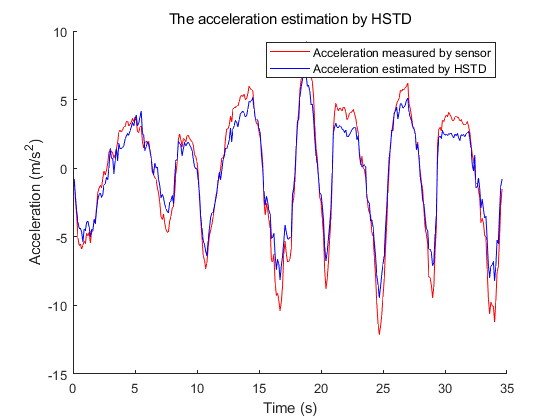 The acceleration estimation by HSTD
Acceleration measured by sensor
Acceleration estimated by HSTD
Acceleration (m/s²)
10
5
0
-5
-10
-15
0 5 10 15 20 25 30 35
Time (s)